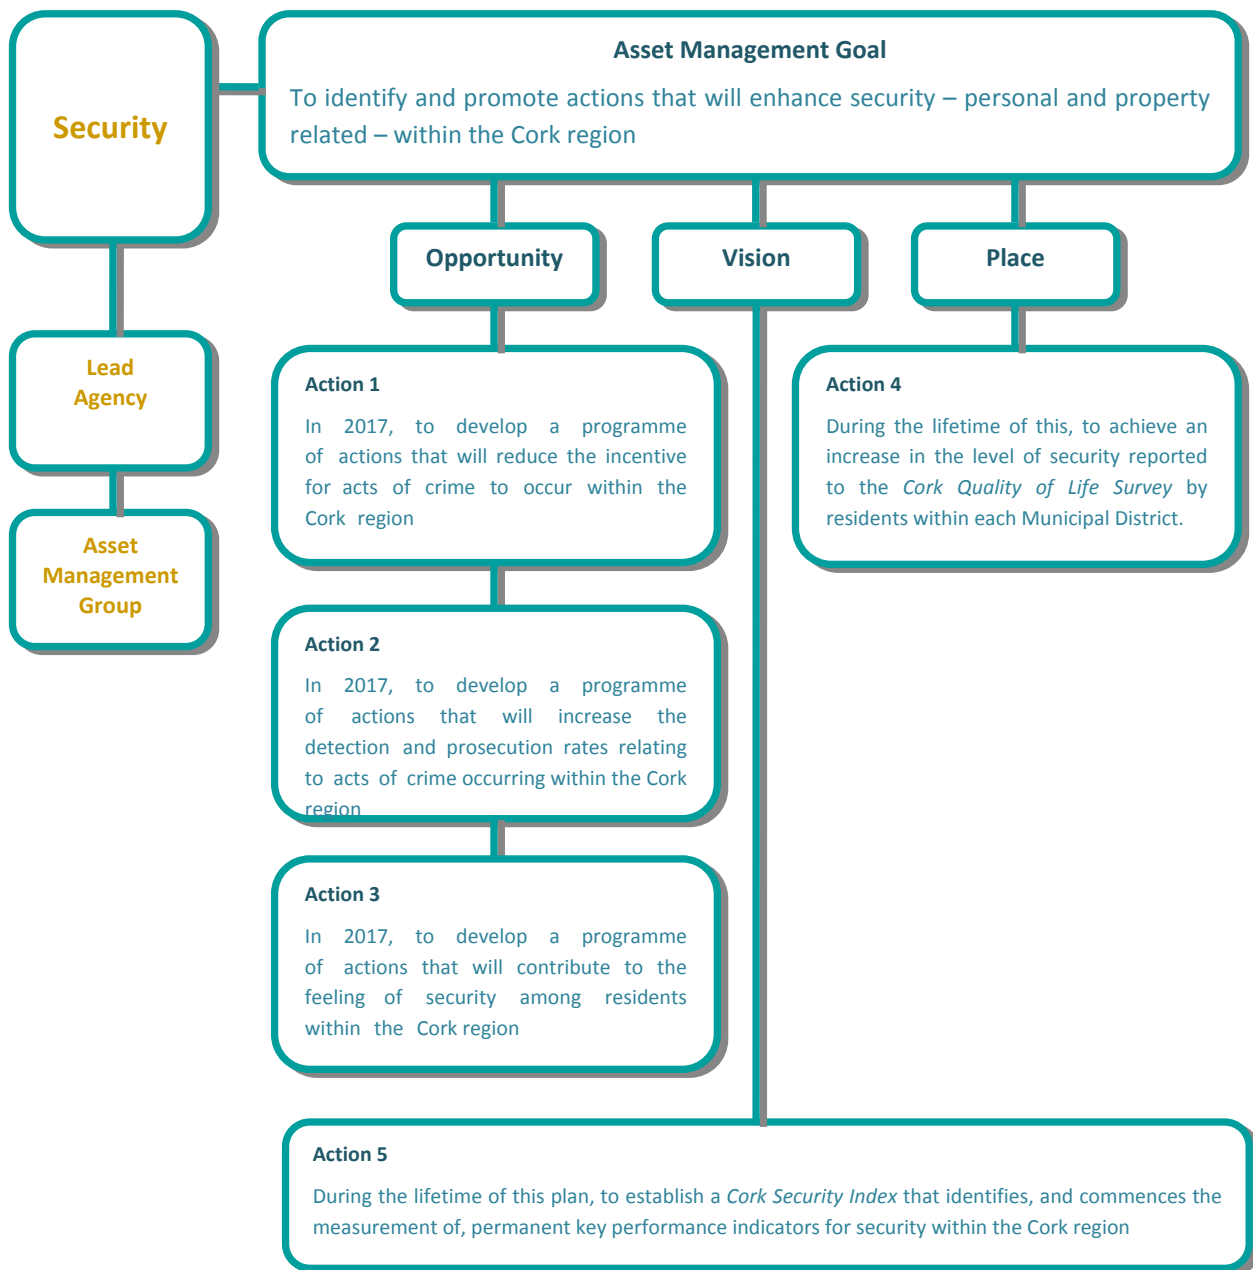 Security
Asset Management Goal
To identify and promote actions that will enhance security – personal and property
related – within the Cork region
Opportunity
Vision
Place
Lead
Agency
Asset
Management
Group
Action 1
In 2017, to develop a programme
of actions that will reduce the incentive
for acts of crime to occur within the
Cork region
Action 2
In 2017, to develop a programme
of actions that will increase the
detection and prosecution rates relating
to acts of crime occurring within the Cork
region
Action 3
In 2017, to develop a programme
of actions that will contribute to the
feeling of security among residents
within the Cork region
Action 4
During the lifetime of this, to achieve an
increase in the level of security reported
to the Cork Quality of Life Survey by
residents within each Municipal District.
Action 5
During the lifetime of this plan, to establish a Cork Security Index that identifies, and commences the
measurement of, permanent key performance indicators for security within the Cork region